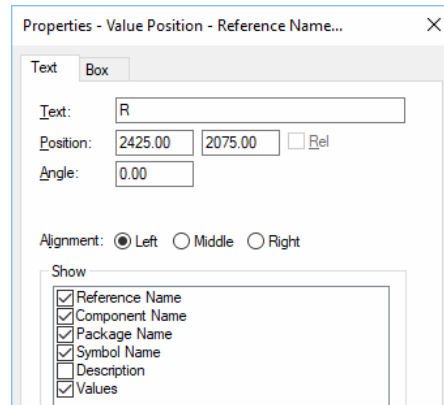 Properties - Value Position - Reference Name...
Text Box
Text: R
Position: 2425.00 2075.00 Rel
Angle: 0.00
Alignment: Left Middle Right
Show
Reference Name
Component Name
Package Name
Symbol Name
Description
Values